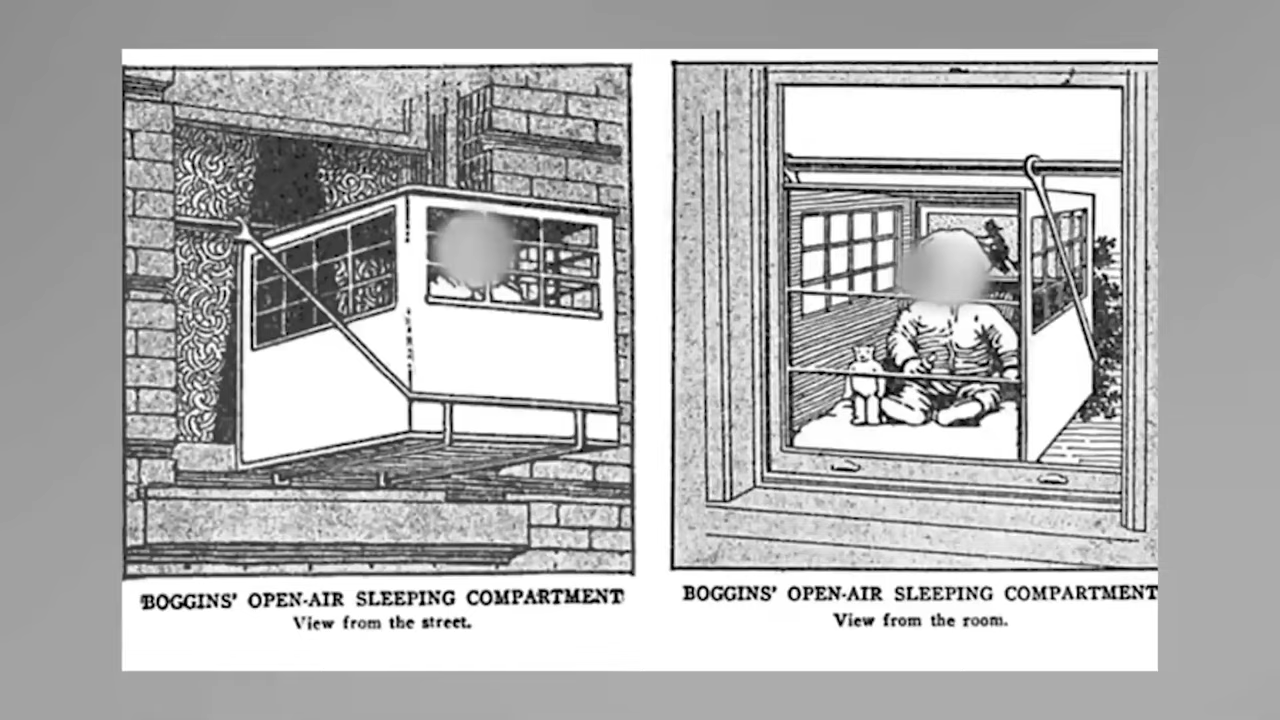 BOGGINS' OPEN-AIR SLEEPING COMPARTMENT
View from the street.
BOGGINS' OPEN-AIR SLEEPING COMPARTMENT
View from the room.